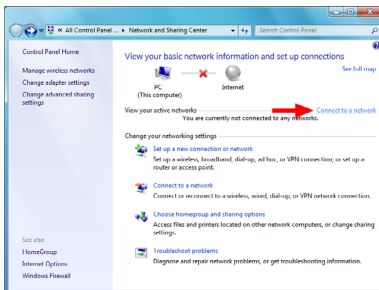 « All Control Panel ... ▸ Network and Sharing Center
Search Control Panel
Control Panel Home
Manage wireless networks
Change adapter settings
Change advanced sharing
settings
See also
HomeGroup
Internet Options
Windows Firewall
View your basic network information and set up connections
See full map
PC
(This computer)
Internet
View your active networks
Connect to a network
You are currently not connected to any networks.
Change your networking settings
Set up a new connection or network
Set up a wireless, broadband, dial-up, ad hoc, or VPN connection; or set up a
router or access point.
Connect to a network
Connect or reconnect to a wireless, wired, dial-up, or VPN network connection.
Choose homegroup and sharing options
Access files and printers located on other network computers, or change sharing
settings.
Troubleshoot problems
Diagnose and repair network problems, or get troubleshooting information.